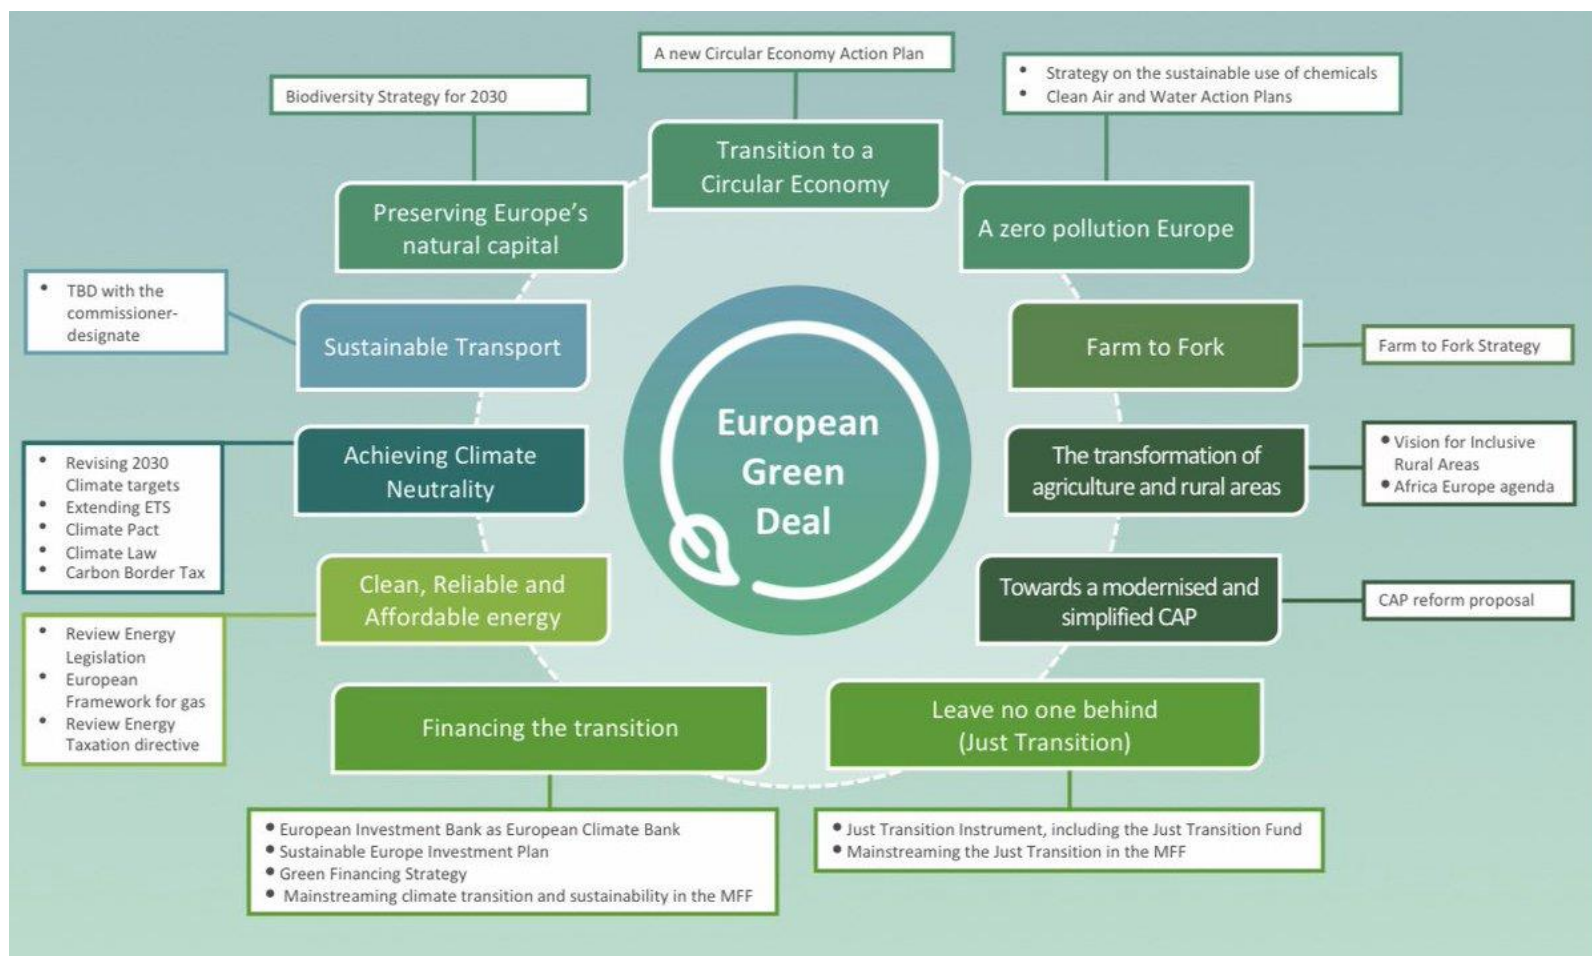 A new Circular Economy Action Plan
• Strategy on the sustainable use of chemicals
• Clean Air and Water Action Plans
Biodiversity Strategy for 2030
Transition to a
Circular Economy
Preserving Europe's
natural capital
A zero pollution Europe
• TBD with the
commissioner-
designate
Sustainable Transport
Farm to Fork
Farm to Fork Strategy
European
Green
Deal
• Revising 2030
Climate targets
• Extending ETS
• Climate Pact
• Climate Law
• Carbon Border Tax
Achieving Climate
Neutrality
The transformation of
agriculture and rural areas
• Vision for Inclusive
Rural Areas
• Africa Europe agenda
Clean, Reliable and
Affordable energy
Towards a modernised and
simplified CAP
CAP reform proposal
• Review Energy
Legislation
• European
Framework for gas
• Review Energy
Taxation directive
Financing the transition
Leave no one behind
(Just Transition)
• European Investment Bank as European Climate Bank
• Sustainable Europe Investment Plan
• Green Financing Strategy
• Mainstreaming climate transition and sustainability in the MFF
• Just Transition Instrument, including the Just Transition Fund
• Mainstreaming the Just Transition in the MFF